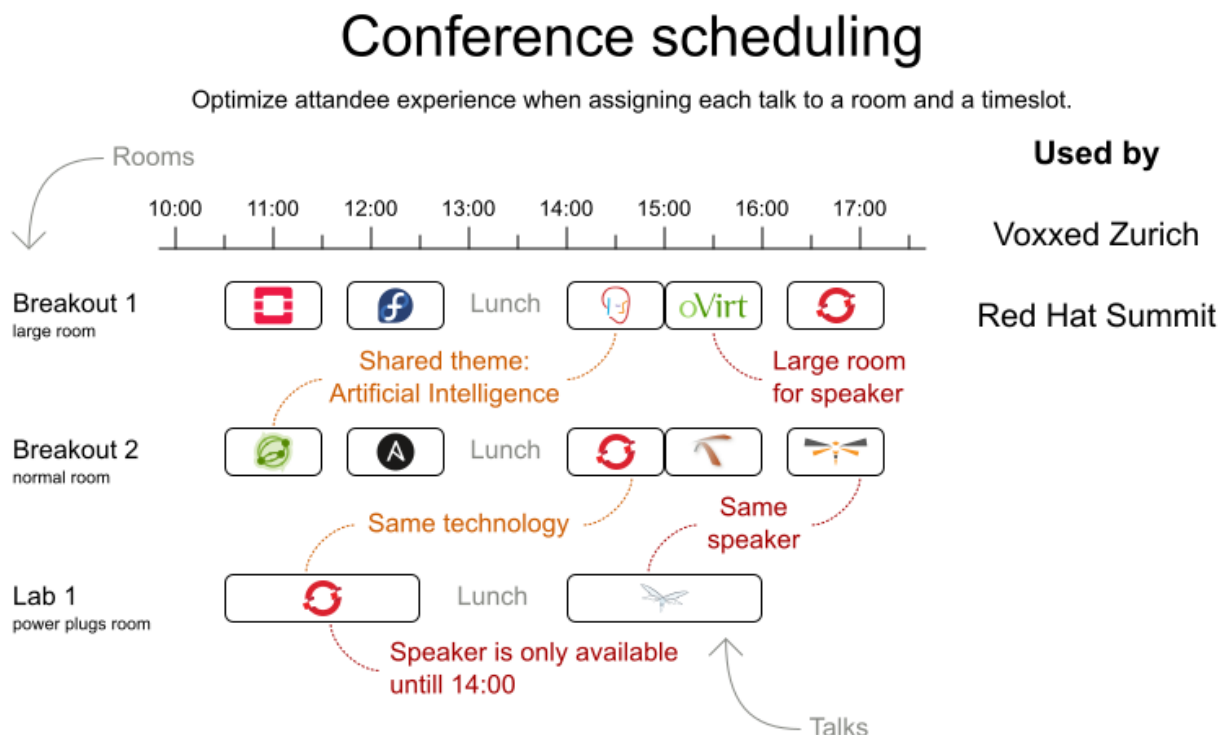 Conference scheduling
Optimize attandee experience when assigning each talk to a room and a timeslot.
Rooms
Used by
10:00 11:00 12:00 13:00 14:00 15:00 16:00 17:00
Voxxed Zurich
Red Hat Summit
Breakout 1
large room
Lunch
oVirt
Shared theme:
Artificial Intelligence
Large room
for speaker
Breakout 2
normal room
Lunch
Same technology
Same
speaker
Lab 1
power plugs room
Lunch
Speaker is only available
untill 14:00
Talks